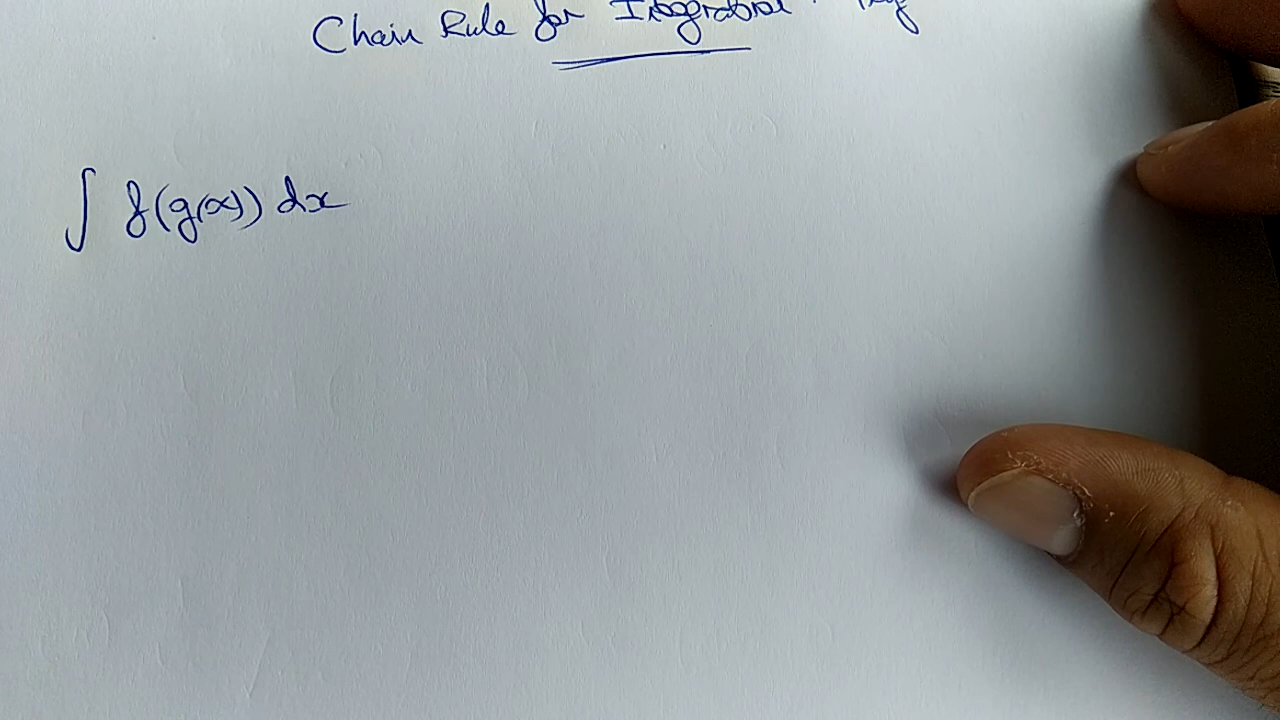 Chain Rule for Integration
∫ f(g(x)) dx